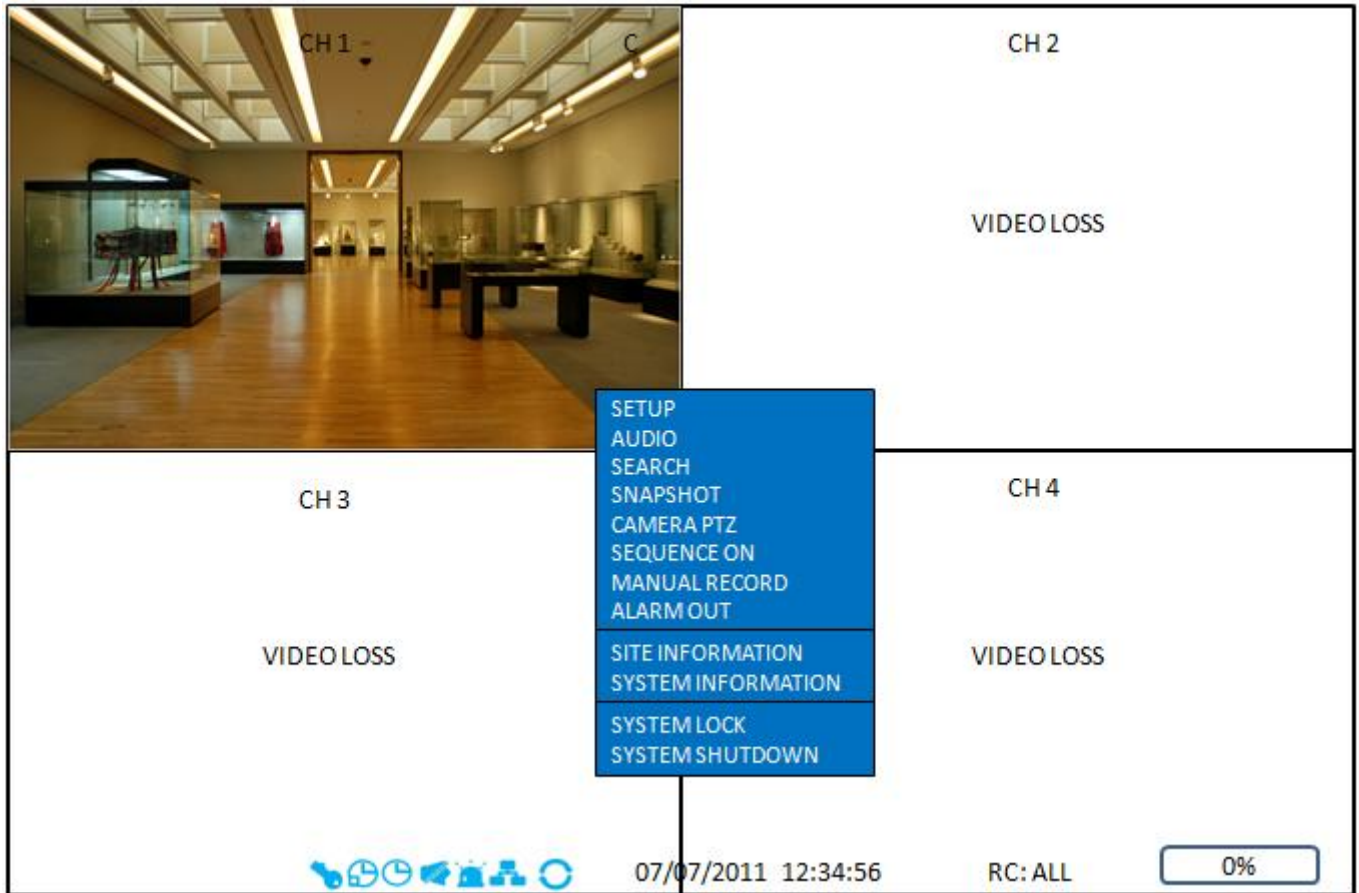 CH 1
C
CH 2
VIDEO LOSS
SETUP
AUDIO
SEARCH
SNAPSHOT
CAMERA PTZ
SEQUENCE ON
MANUAL RECORD
ALARM OUT
SITE INFORMATION
SYSTEM INFORMATION
SYSTEM LOCK
SYSTEM SHUTDOWN
CH 3
VIDEO LOSS
CH 4
VIDEO LOSS
07/07/2011 12:34:56
RC: ALL
0%